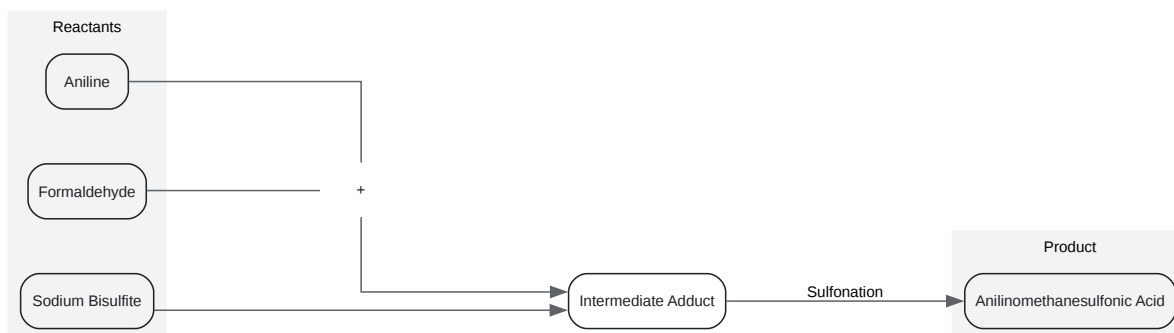 Reactants
Aniline
Formaldehyde
+
Sodium Bisulfite
Intermediate Adduct
Sulfonation
Product
Anilinomethanesulfonic Acid